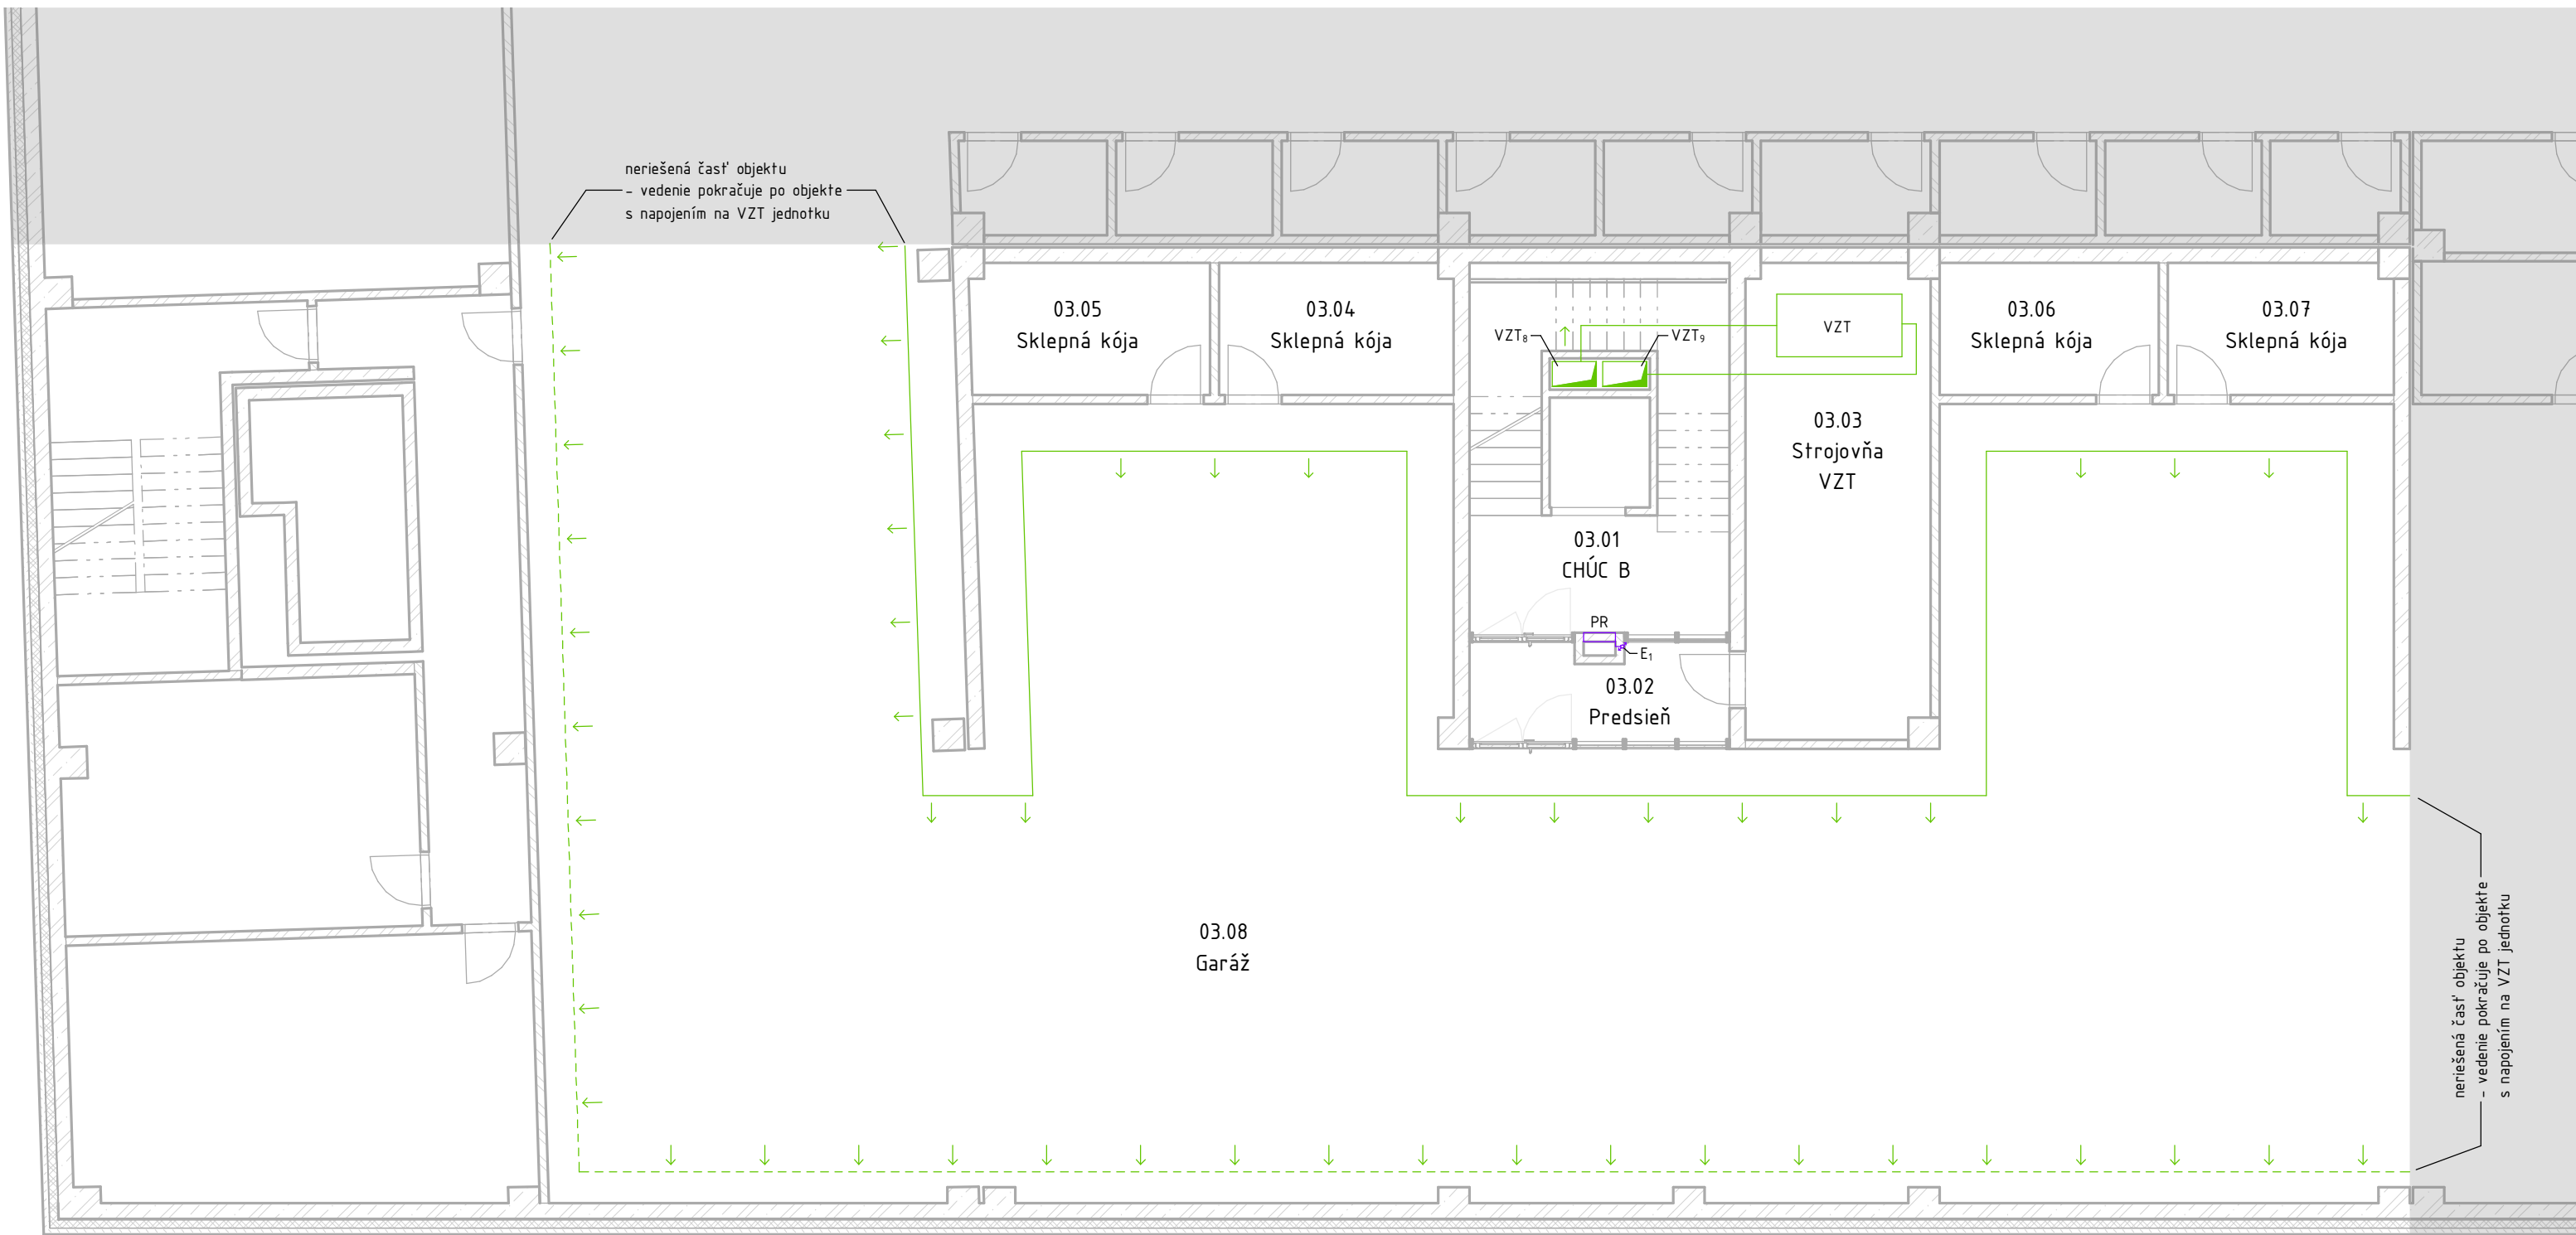 neriešená časť objektu
- vedenie pokračuje po objekte
s napojením na VZT jednotku
03.05
Sklepná kója
03.04
Sklepná kója
VZT₈
VZT₉
VZT
03.06
Sklepná kója
03.07
Sklepná kója
03.03
Strojovňa
VZT
03.01
CHÚC B
PR
E₁
03.02
Predsieň
03.08
Garáž
neriešená časť objektu
- vedenie pokračuje po objekte
s napojením na VZT jednotku